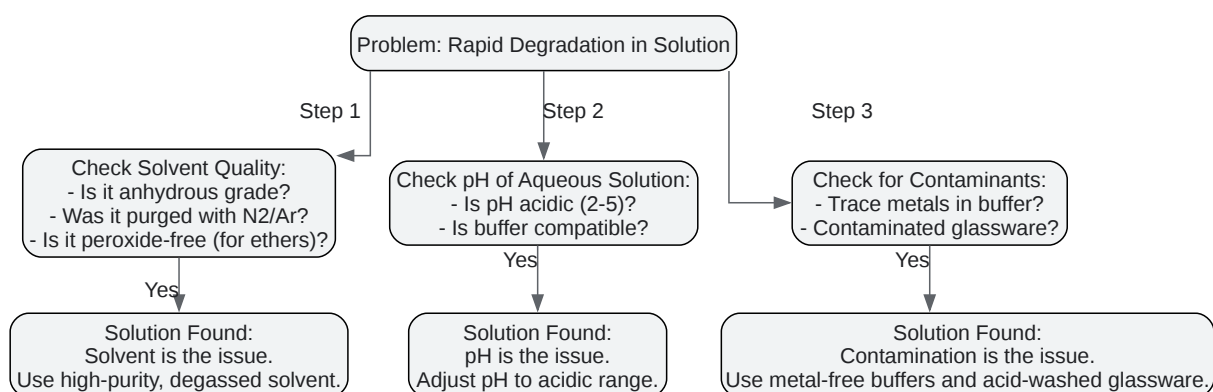 Problem: Rapid Degradation in Solution
Step 1
Step 2
Step 3
Check Solvent Quality:
- Is it anhydrous grade?
- Was it purged with N2/Ar?
- Is it peroxide-free (for ethers)?
Check pH of Aqueous Solution:
- Is pH acidic (2-5)?
- Is buffer compatible?
Check for Contaminants:
- Trace metals in buffer?
- Contaminated glassware?
Yes
Yes
Yes
Solution Found:
Solvent is the issue.
Use high-purity, degassed solvent.
Solution Found:
pH is the issue.
Adjust pH to acidic range.
Solution Found:
Contamination is the issue.
Use metal-free buffers and acid-washed glassware.